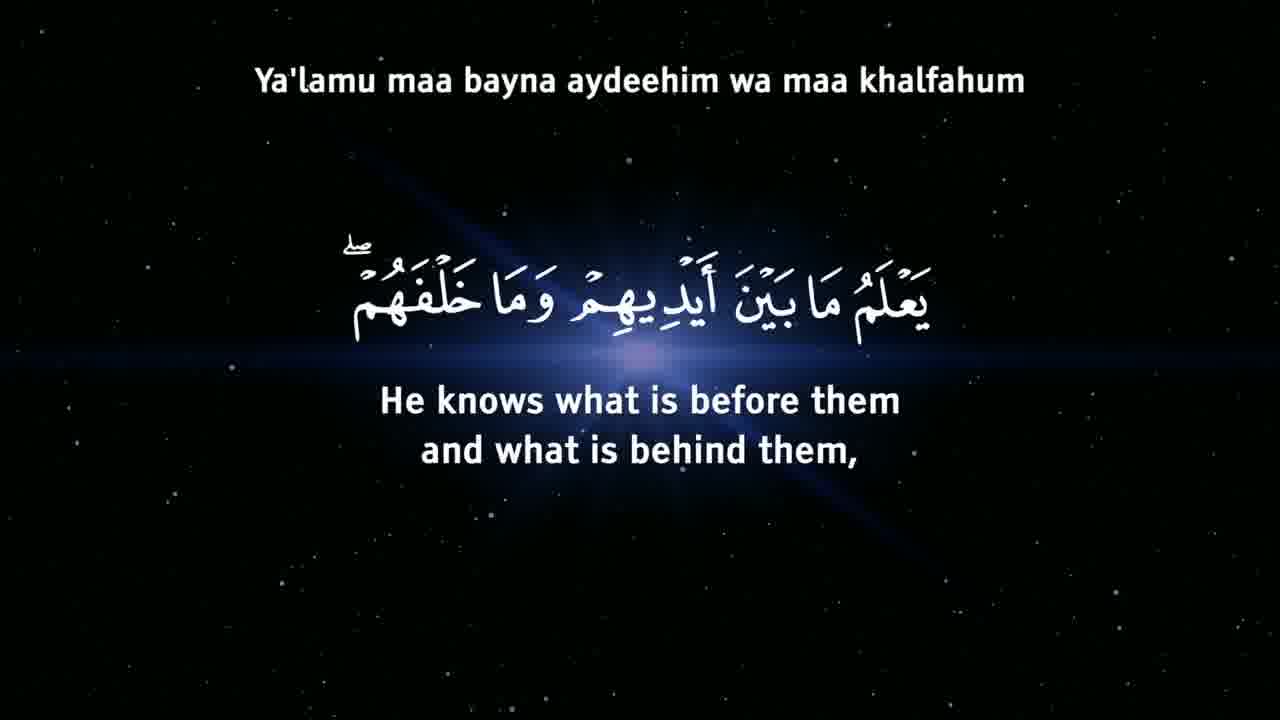 Ya'lamu maa bayna aydeehim wa maa khalfahum
يَعْلَمُ مَا بَيْنَ أَيْدِيهِمْ وَمَا خَلْفَهُمْ ۖ
He knows what is before them
and what is behind them,